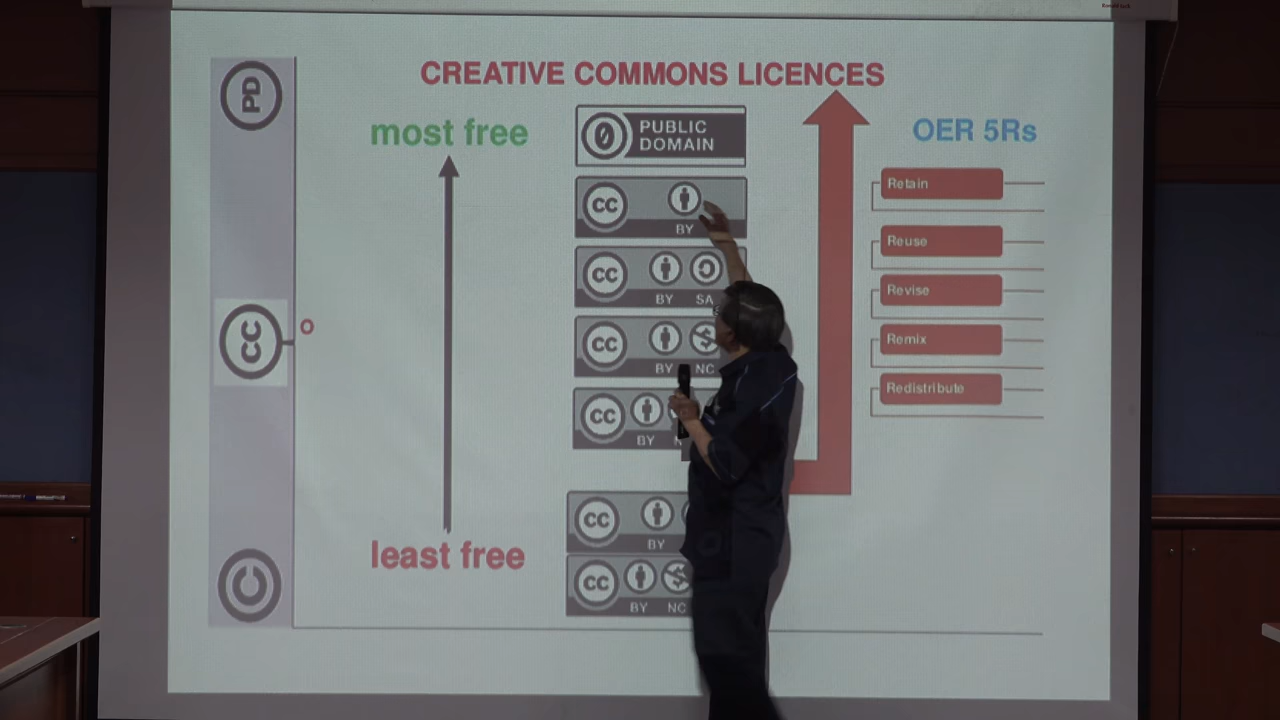 CREATIVE COMMONS LICENCES
PD
most free
PUBLIC
DOMAIN
OER 5Rs
cc
BY
Retain
cc
BY SA
Reuse
cc
BY NC
Revise
cc
BY
Remix
Redistribute
CC
O
cc
BY
least free
cc
BY NC
C